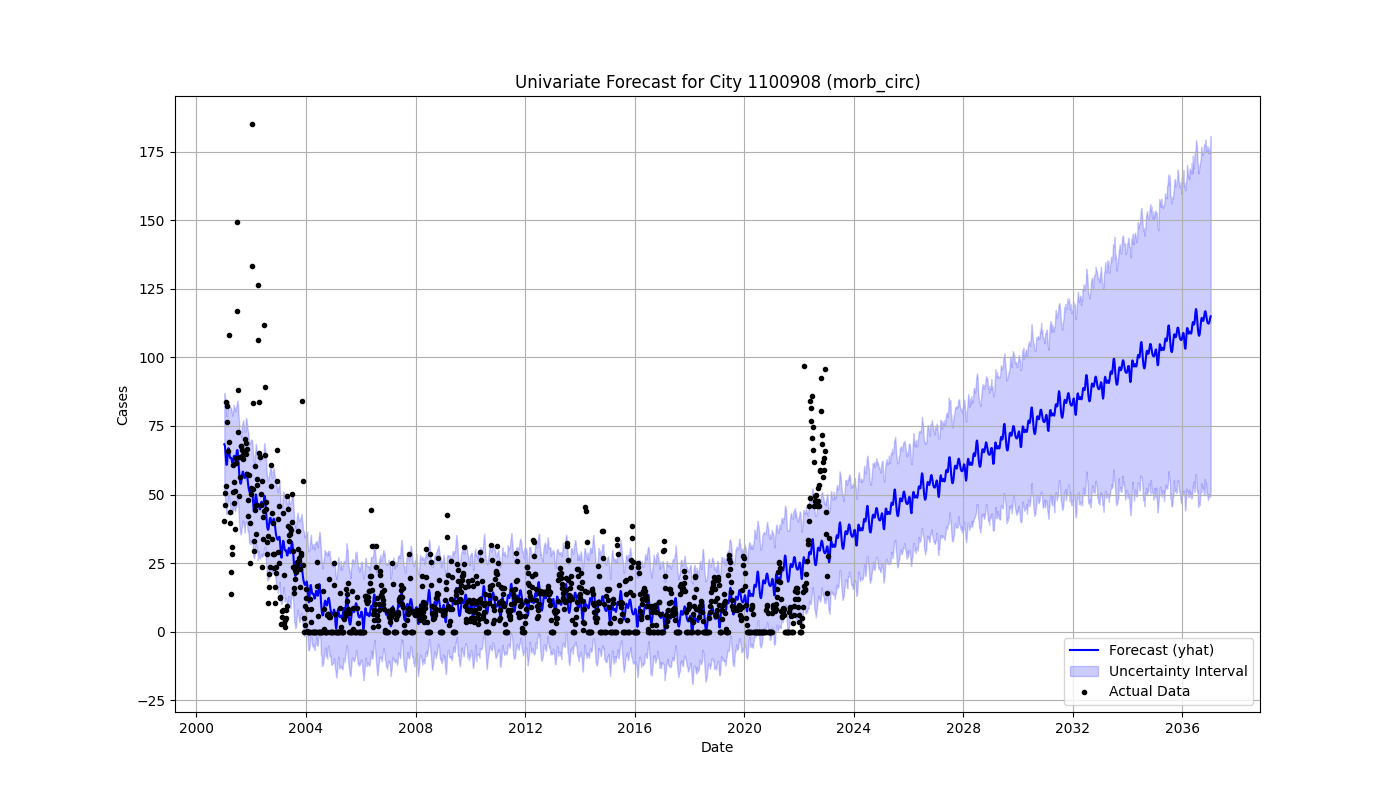 Univariate Forecast for City 1100908 (morb_circ)
175
150
125
100
75
50
25
0
−25
Cases
2000 2004 2008 2012 2016 2020 2024 2028 2032 2036
Date
Forecast (yhat)
Uncertainty Interval
Actual Data